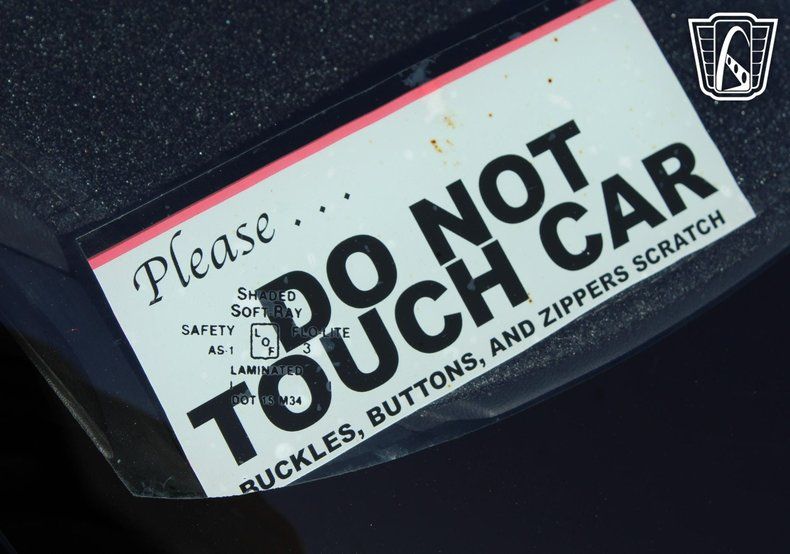 Please . . .
DO NOT
TOUCH CAR
BUCKLES, BUTTONS, AND ZIPPERS SCRATCH
SHADED
SOFT-RAY
SAFETY LOF FLO-LITE
AS-1 3
LAMINATED
DOT 15 M34